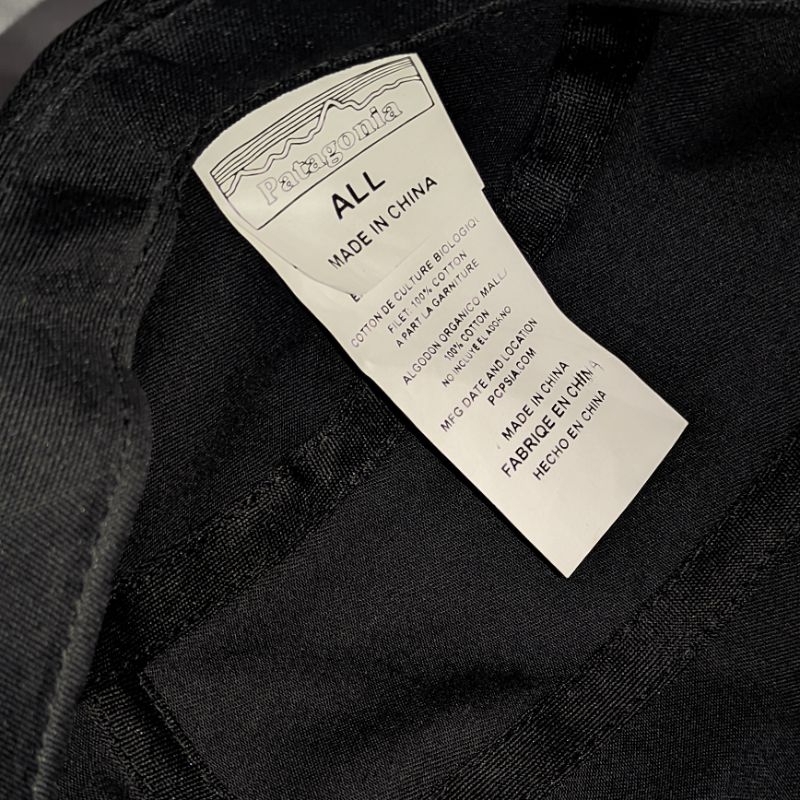 Patagonia
ALL
MADE IN CHINA
COTTON DE CULTURE BIOLOGIQU
FILET: 100% COTTON
A PART LA GARNITURE
ALGODON ORGANICO MALL
100% COTTON
NO INCLUYE EL ADORNO
MFG DATE AND LOCATION
PCPSIA.COM
MADE IN CHINA
FABRIQE EN CHINA
HECHO EN CHINA